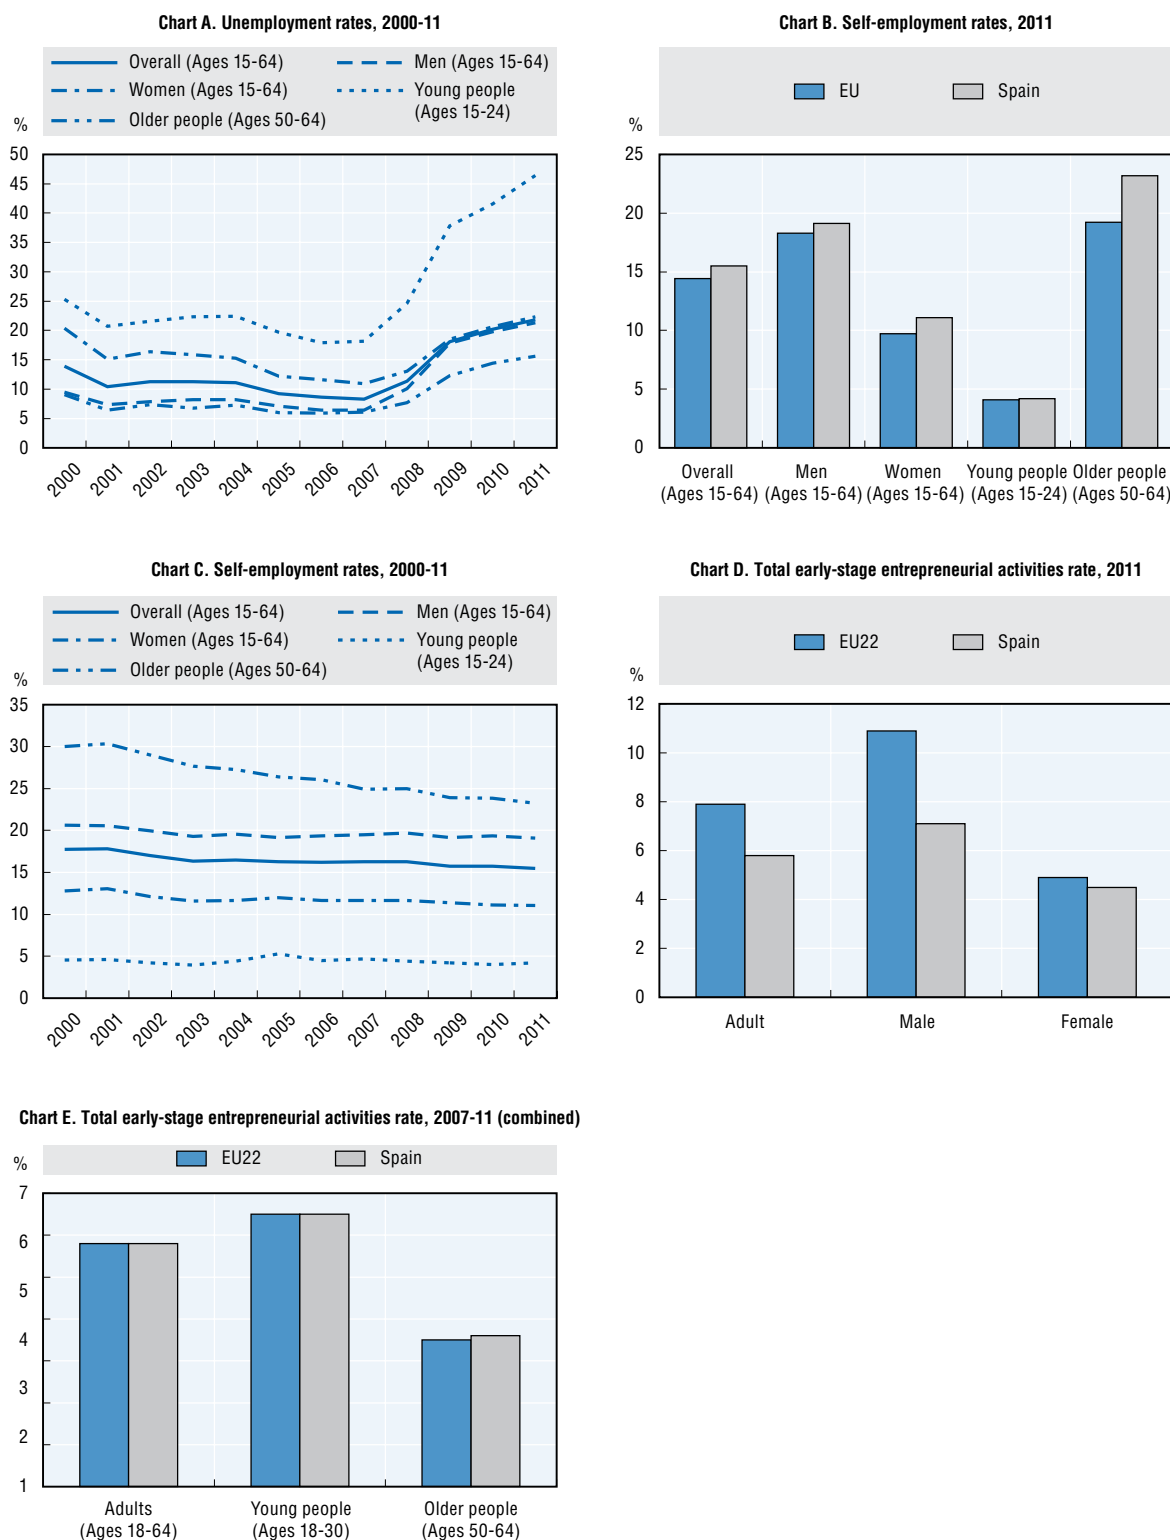 Chart A. Unemployment rates, 2000-11
Overall (Ages 15-64)
Men (Ages 15-64)
Women (Ages 15-64)
Young people
(Ages 15-24)
Older people (Ages 50-64)
%
50
45
40
35
30
25
20
15
10
5
0
2000
2001
2002
2003
2004
2005
2006
2007
2008
2009
2010
2011
Chart B. Self-employment rates, 2011
EU
Spain
%
25
20
15
10
5
0
Overall
(Ages 15-64)
Men
(Ages 15-64)
Women
(Ages 15-64)
Young people
(Ages 15-24)
Older people
(Ages 50-64)
Chart C. Self-employment rates, 2000-11
Overall (Ages 15-64)
Men (Ages 15-64)
Women (Ages 15-64)
Young people
(Ages 15-24)
Older people (Ages 50-64)
%
35
30
25
20
15
10
5
0
2000
2001
2002
2003
2004
2005
2006
2007
2008
2009
2010
2011
Chart D. Total early-stage entrepreneurial activities rate, 2011
EU22
Spain
%
12
10
8
6
4
2
0
Adult
Male
Female
Chart E. Total early-stage entrepreneurial activities rate, 2007-11 (combined)
EU22
Spain
%
7
6
5
4
3
2
1
Adults
(Ages 18-64)
Young people
(Ages 18-30)
Older people
(Ages 50-64)